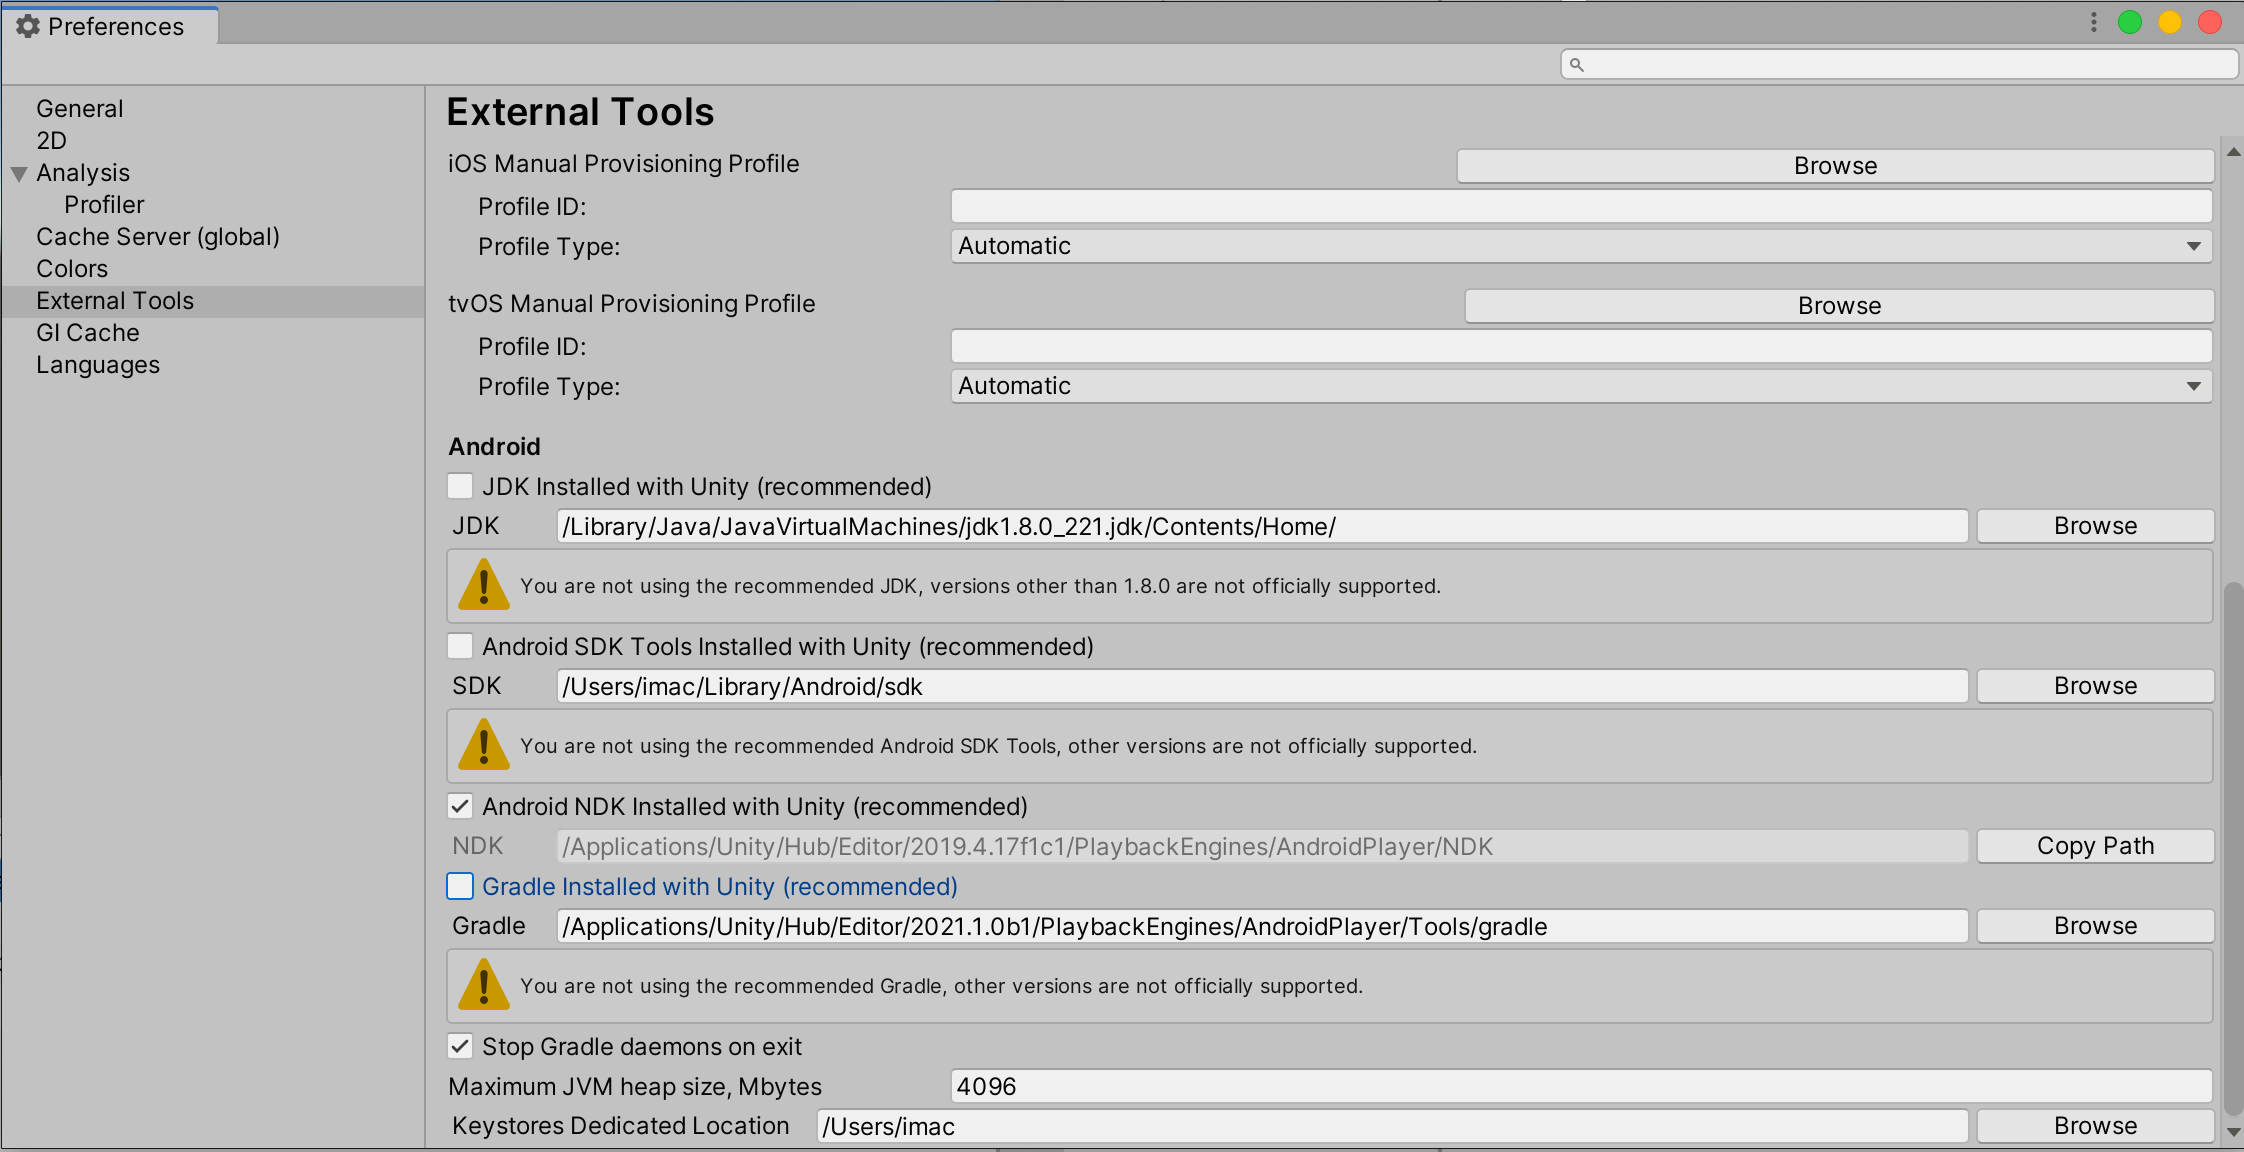 Preferences
General
2D
Analysis
Profiler
Cache Server (global)
Colors
External Tools
GI Cache
Languages
External Tools
iOS Manual Provisioning Profile
Browse
Profile ID:
Profile Type:
Automatic
tvOS Manual Provisioning Profile
Browse
Profile ID:
Profile Type:
Automatic
Android
JDK Installed with Unity (recommended)
JDK
/Library/Java/JavaVirtualMachines/jdk1.8.0_221.jdk/Contents/Home/
Browse
You are not using the recommended JDK, versions other than 1.8.0 are not officially supported.
Android SDK Tools Installed with Unity (recommended)
SDK
/Users/imac/Library/Android/sdk
Browse
You are not using the recommended Android SDK Tools, other versions are not officially supported.
Android NDK Installed with Unity (recommended)
NDK
/Applications/Unity/Hub/Editor/2019.4.17f1c1/PlaybackEngines/AndroidPlayer/NDK
Copy Path
Gradle Installed with Unity (recommended)
Gradle
/Applications/Unity/Hub/Editor/2021.1.0b1/PlaybackEngines/AndroidPlayer/Tools/gradle
Browse
You are not using the recommended Gradle, other versions are not officially supported.
Stop Gradle daemons on exit
Maximum JVM heap size, Mbytes
4096
Keystores Dedicated Location
/Users/imac
Browse